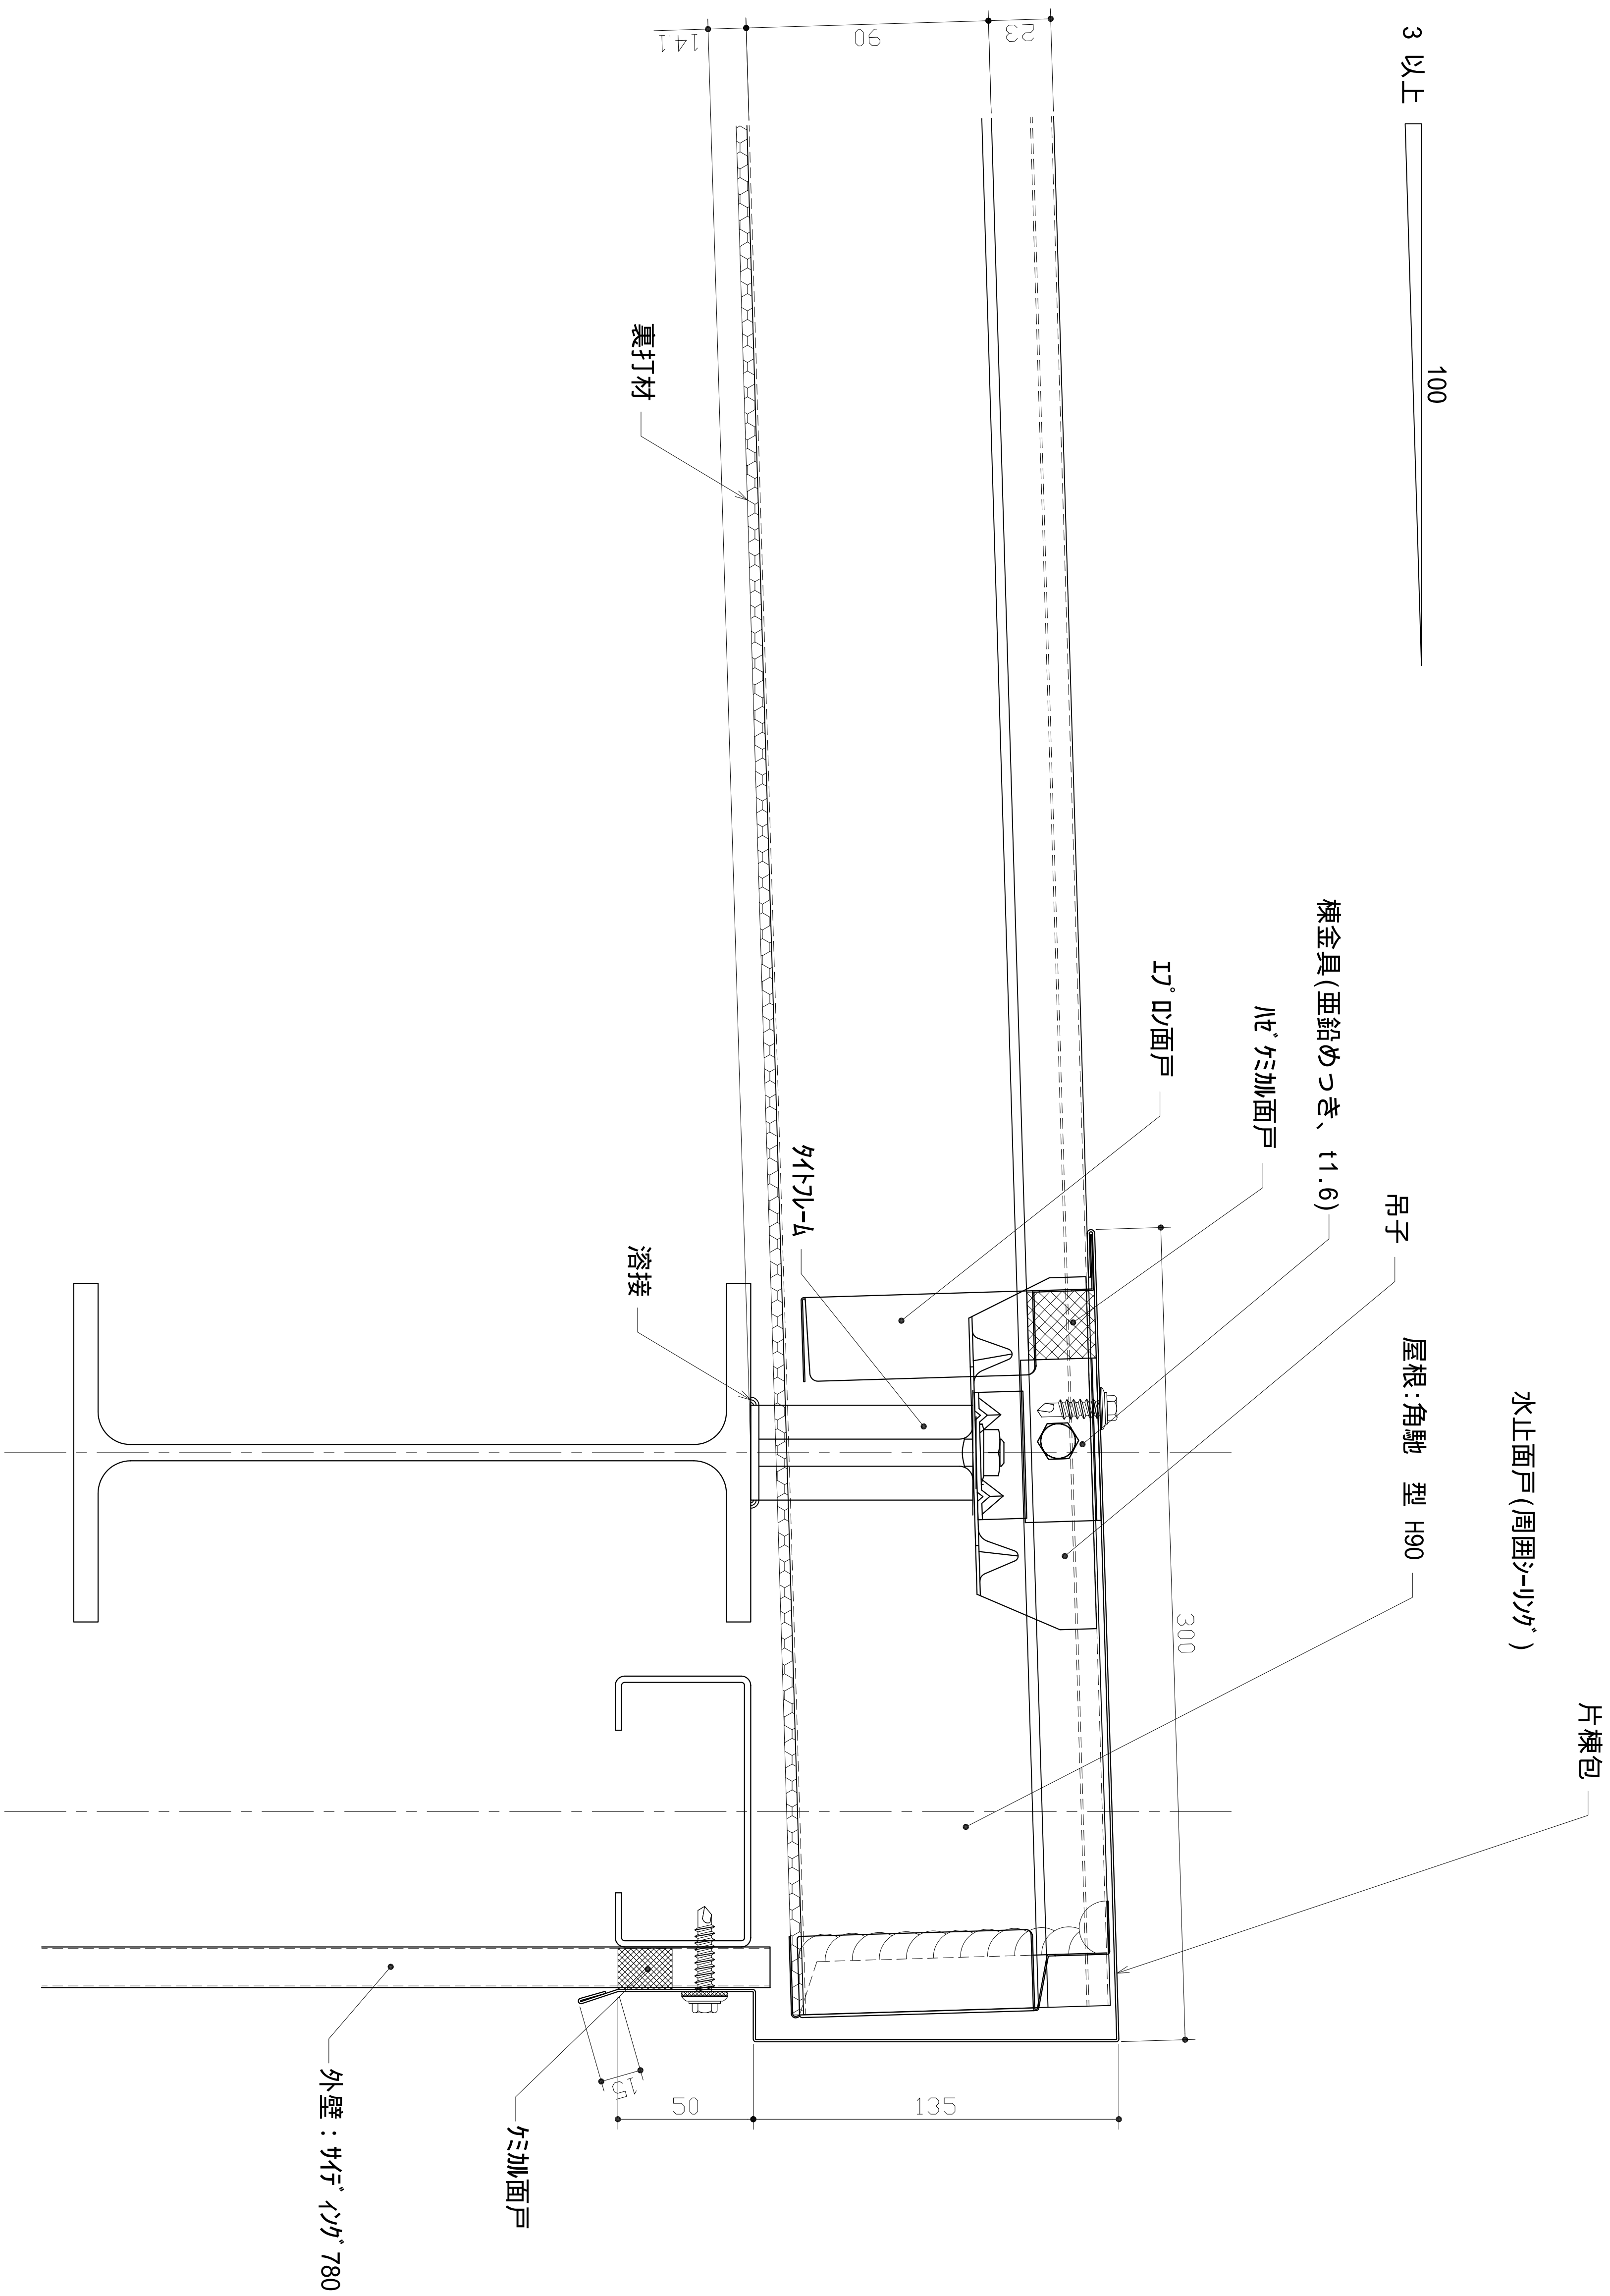 片棟包
水止面戸(周囲ｼｰﾘﾝｸﾞ)
屋根:角馳　型 H90
吊子
棟金具(亜鉛めっき、t1.6)
ﾊｾﾞｹﾐｶﾙ面戸
ｴﾌﾟﾛﾝ面戸
3 以上
100
300
23
90
14.1
ﾀｲﾄﾌﾚｰﾑ
裏打材
溶接
135
50
15
ｹﾐｶﾙ面戸
外壁：ｻｲﾃﾞｨﾝｸﾞ780